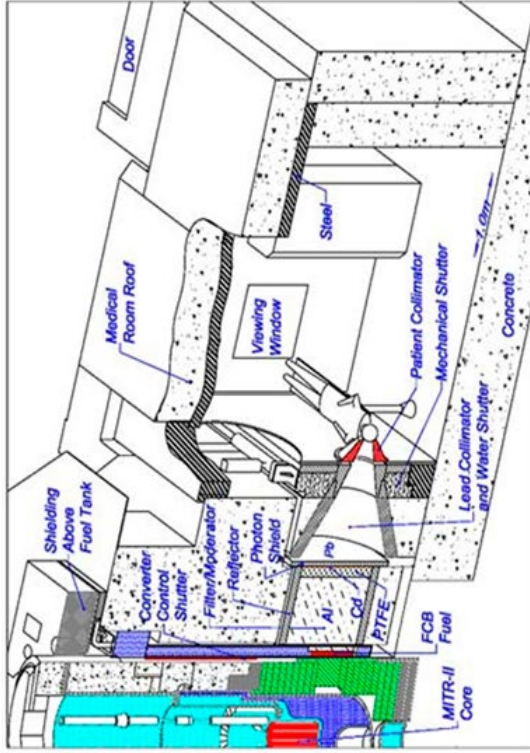 Door
Medical
Room Roof
Shielding
Above
Fuel Tank
Viewing
Window
Steel
Converter
Control
Shutter
Filter/Moderator
Reflector
Photon
Shield
Al
Cd
PTFE
Pb
FCB
Fuel
MITR-II
Core
1.0m
Concrete
Patient Collimator
Mechanical Shutter
Lead Collimator
and Water Shutter